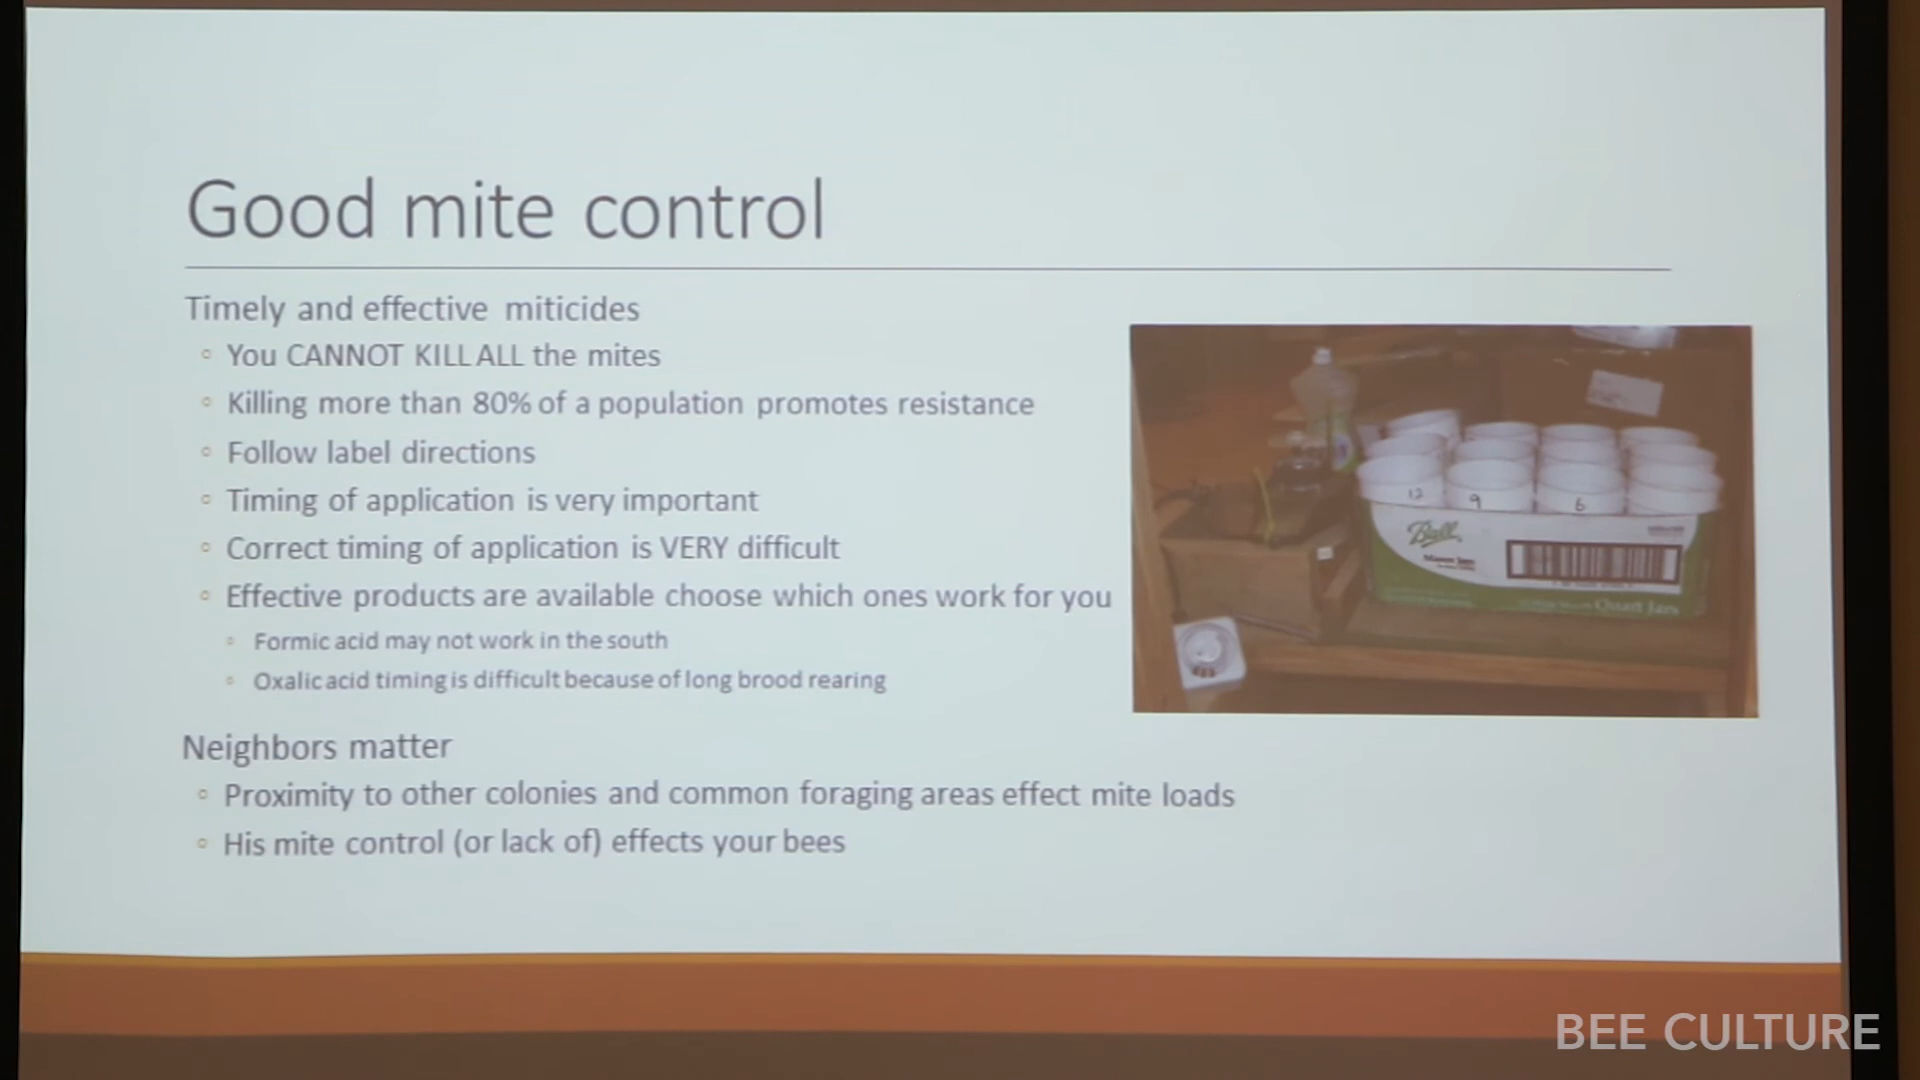 Good mite control
Timely and effective miticides
You CANNOT KILL ALL the mites
Killing more than 80% of a population promotes resistance
Follow label directions
Timing of application is very important
Correct timing of application is VERY difficult
Effective products are available choose which ones work for you
Formic acid may not work in the south
Oxalic acid timing is difficult because of long brood rearing
Neighbors matter
Proximity to other colonies and common foraging areas effect mite loads
His mite control (or lack of) effects your bees
12
9
6
Ball
Mason Jars
Quart Jars
BEE CULTURE